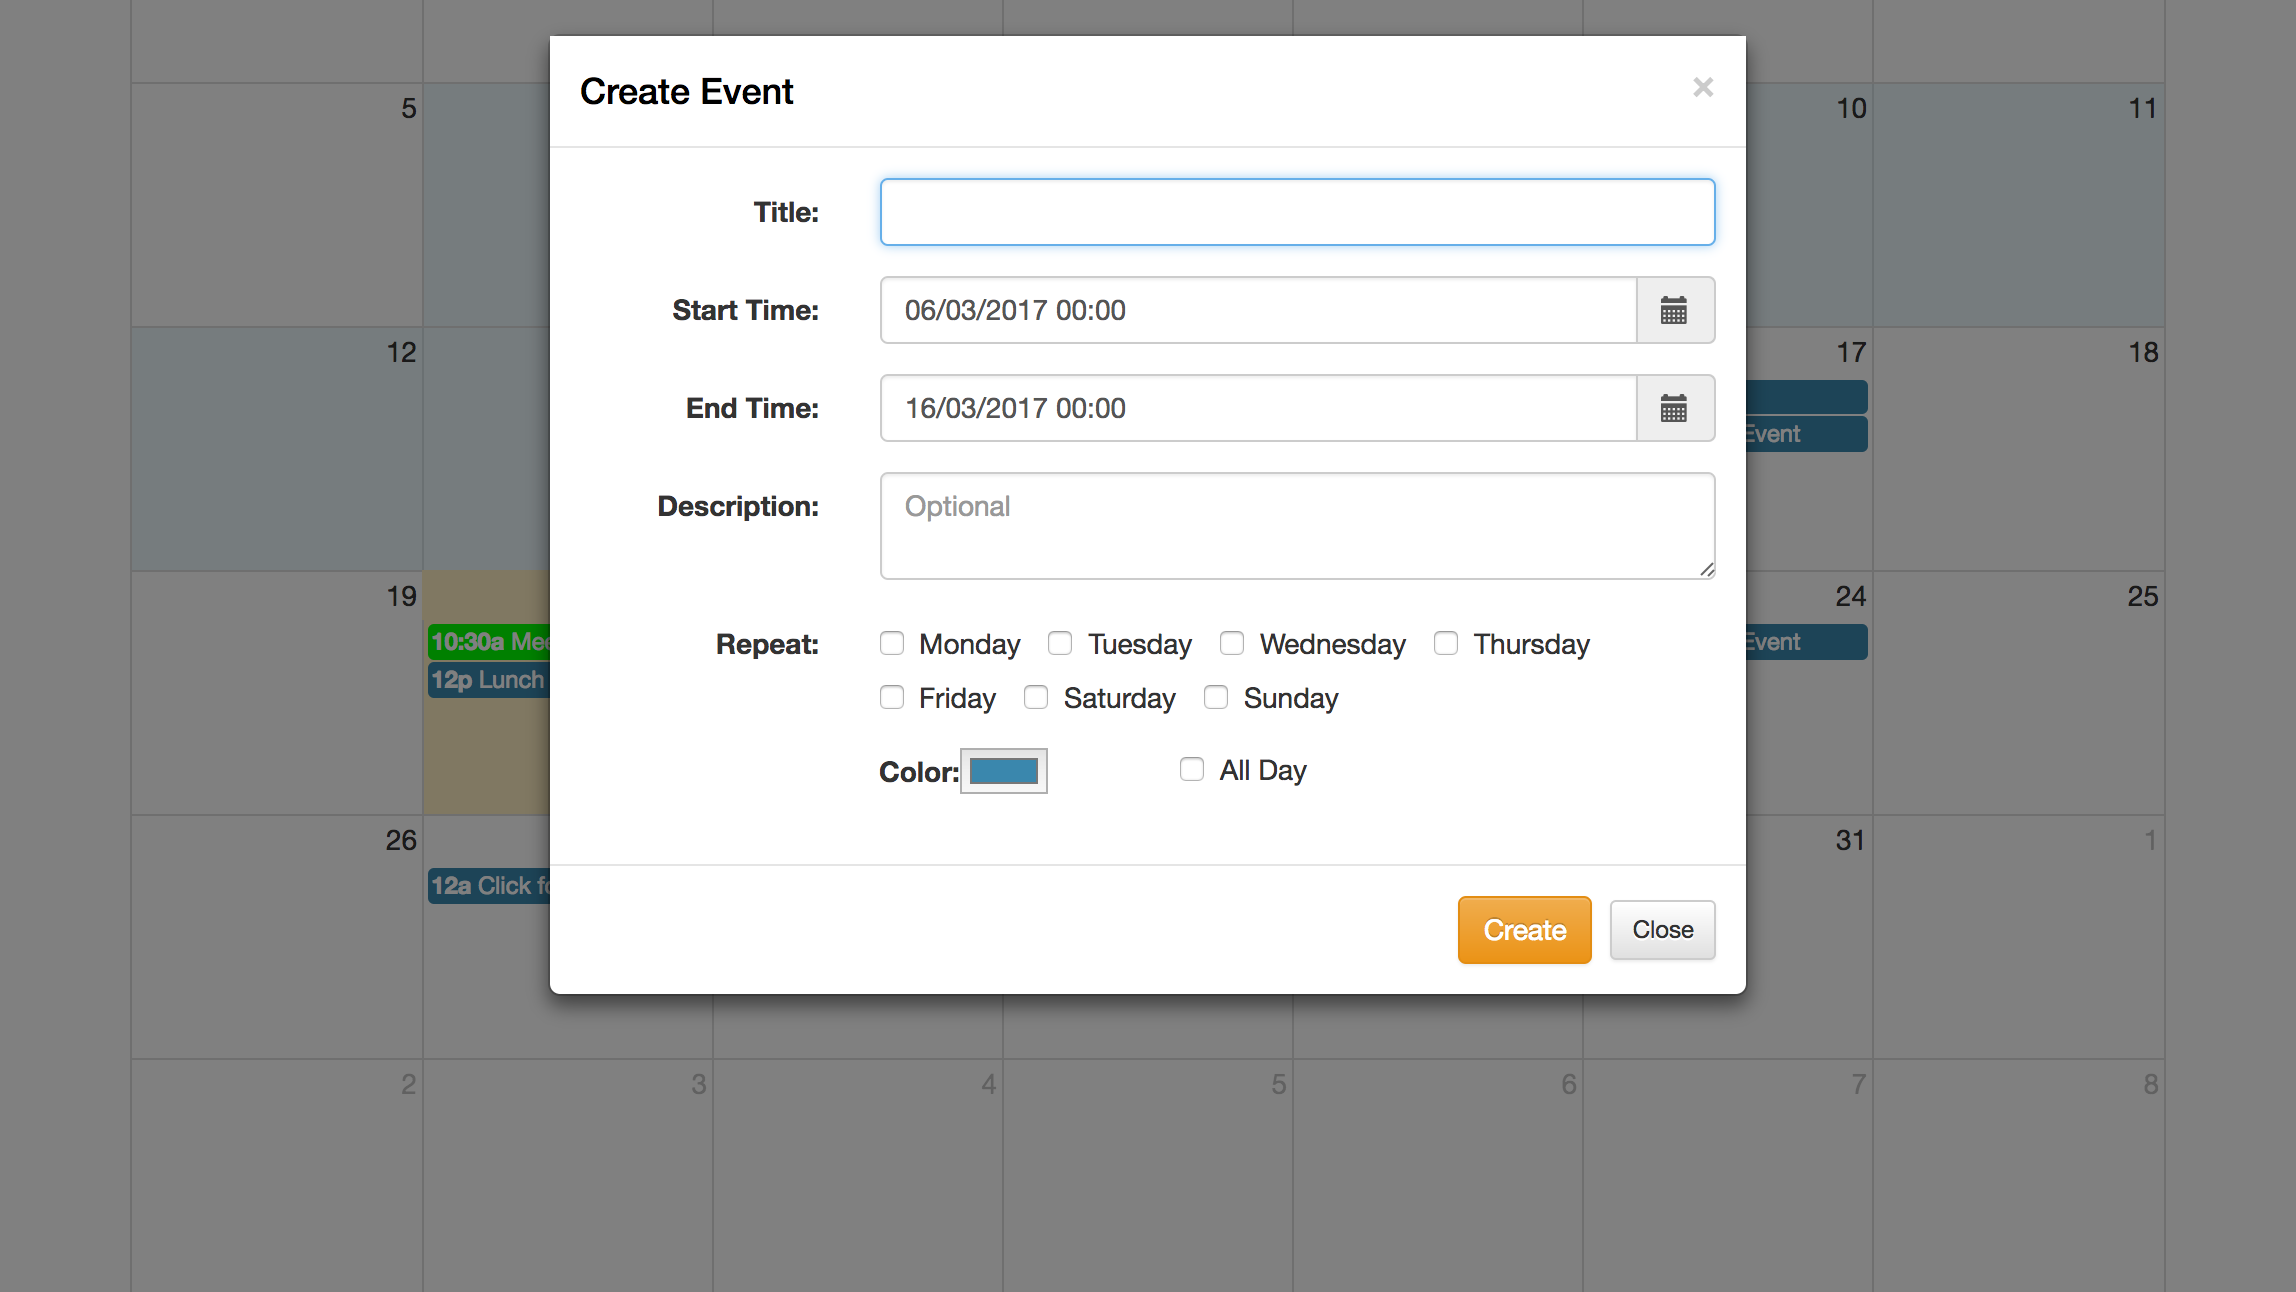 Create Event
×
Title:
Start Time: 06/03/2017 00:00
End Time: 16/03/2017 00:00
Description: Optional
Repeat: Monday Tuesday Wednesday Thursday
Friday Saturday Sunday
Color: All Day
Create Close
5 10 11
12 17 18
Event
19 24 25
10:30a Event
12p Lunch
26 31 1
12a Click
2 3 4 5 6 7 8